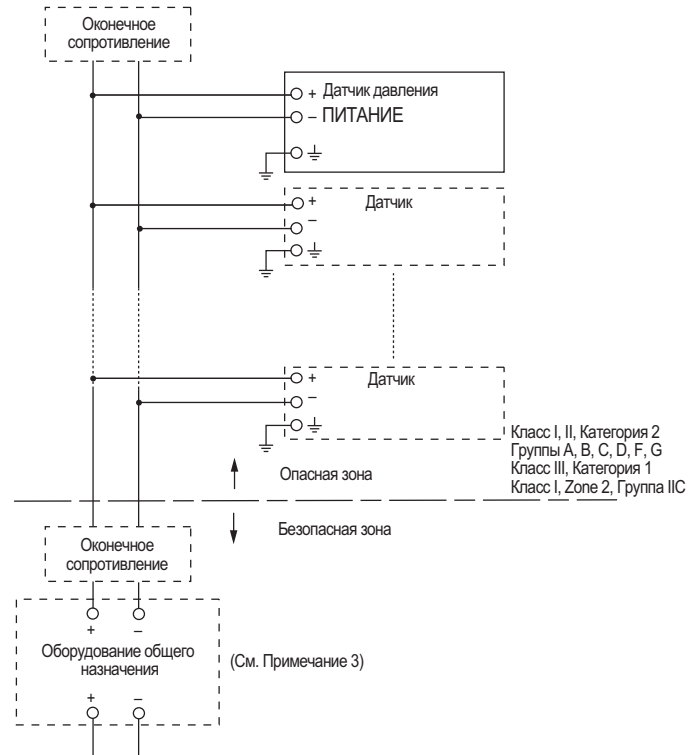 Оконечное
сопротивление
+ Датчик давления
– ПИТАНИЕ
+ Датчик
–
+ Датчик
–
Класс I, II, Категория 2
Группы A, B, C, D, F, G
Класс III, Категория 1
Класс I, Zone 2, Группа IIC
Опасная зона
Безопасная зона
Оконечное
сопротивление
+ –
Оборудование общего
назначения
(См. Примечание 3)
+ –